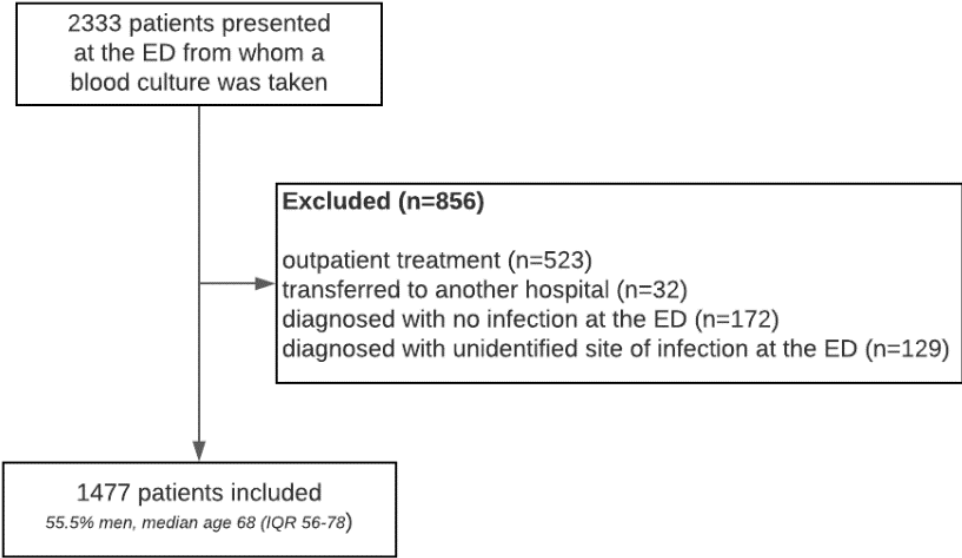 2333 patients presented
at the ED from whom a
blood culture was taken
Excluded (n=856)
outpatient treatment (n=523)
transferred to another hospital (n=32)
diagnosed with no infection at the ED (n=172)
diagnosed with unidentified site of infection at the ED (n=129)
1477 patients included
55.5% men, median age 68 (IQR 56-78)